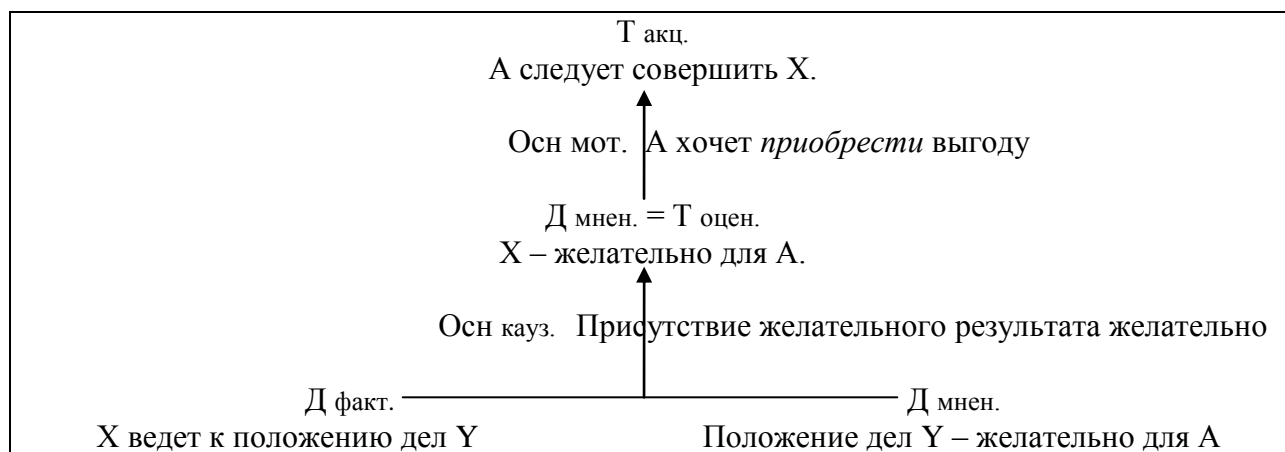 Т акц.
А следует совершить X.
Осн мот. А хочет приобрести выгоду
Д мнен. = Т оцен.
X – желательно для А.
Осн кауз. Присутствие желательного результата желательно
Д факт. Д мнен.
X ведет к положению дел Y Положение дел Y – желательно для А